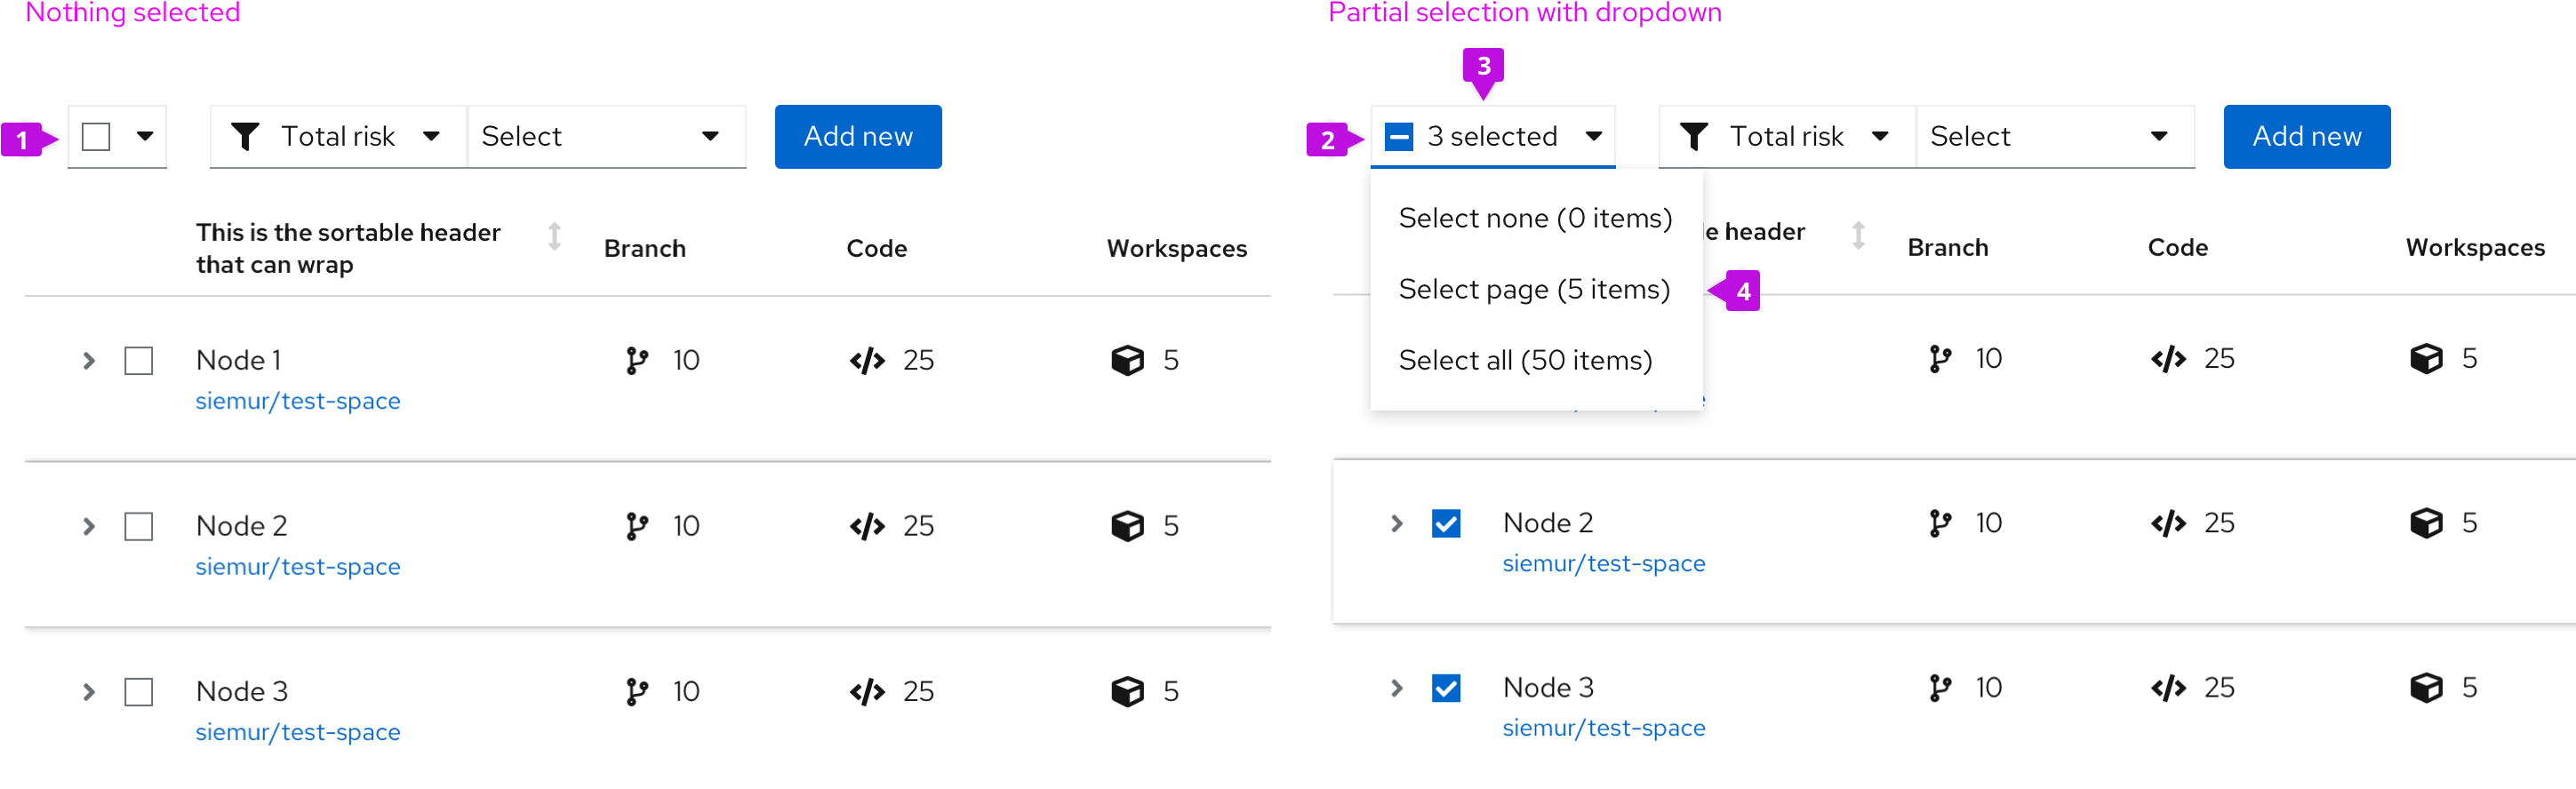 Nothing selected
1
Total risk
Select
Add new
This is the sortable header
that can wrap
Branch
Code
Workspaces
Node 1
10
25
5
siemur/test-space
Node 2
10
25
5
siemur/test-space
Node 3
10
25
5
siemur/test-space
Partial selection with dropdown
3
2
3 selected
Total risk
Select
Add new
Select none (0 items)
Select page (5 items)
4
Select all (50 items)
header
Branch
Code
Workspaces
10
25
5
Node 2
10
25
5
siemur/test-space
Node 3
10
25
5
siemur/test-space